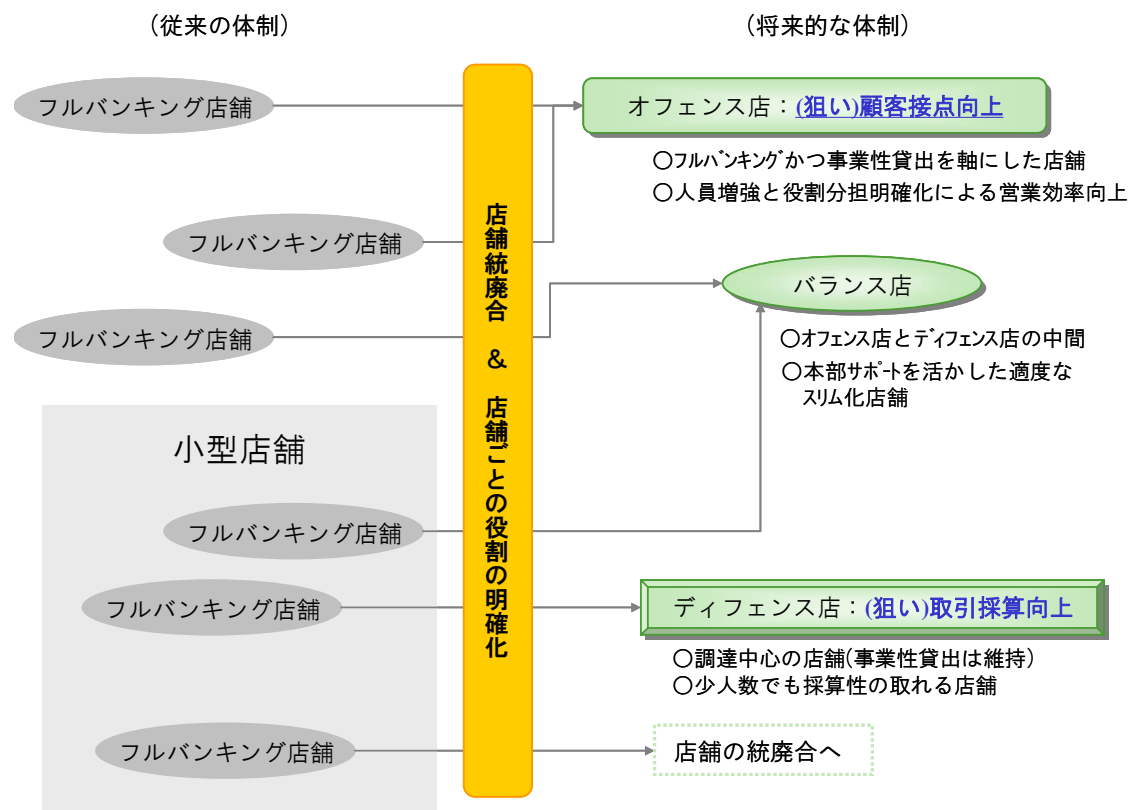 (従来の体制)
(将来的な体制)
フルバンキング店舗
オフェンス店:(狙い)顧客接点向上
○フルバンキングかつ事業性貸出を軸にした店舗
○人員増強と役割分担明確化による営業効率向上
フルバンキング店舗
バランス店
フルバンキング店舗
○オフェンス店とディフェンス店の中間
○本部サポートを活かした適度な
スリム化店舗
店舗統廃合 & 店舗ごとの役割の明確化
小型店舗
フルバンキング店舗
フルバンキング店舗
ディフェンス店:(狙い)取引採算向上
○調達中心の店舗(事業性貸出は維持)
○少人数でも採算性の取れる店舗
フルバンキング店舗
店舗の統廃合へ